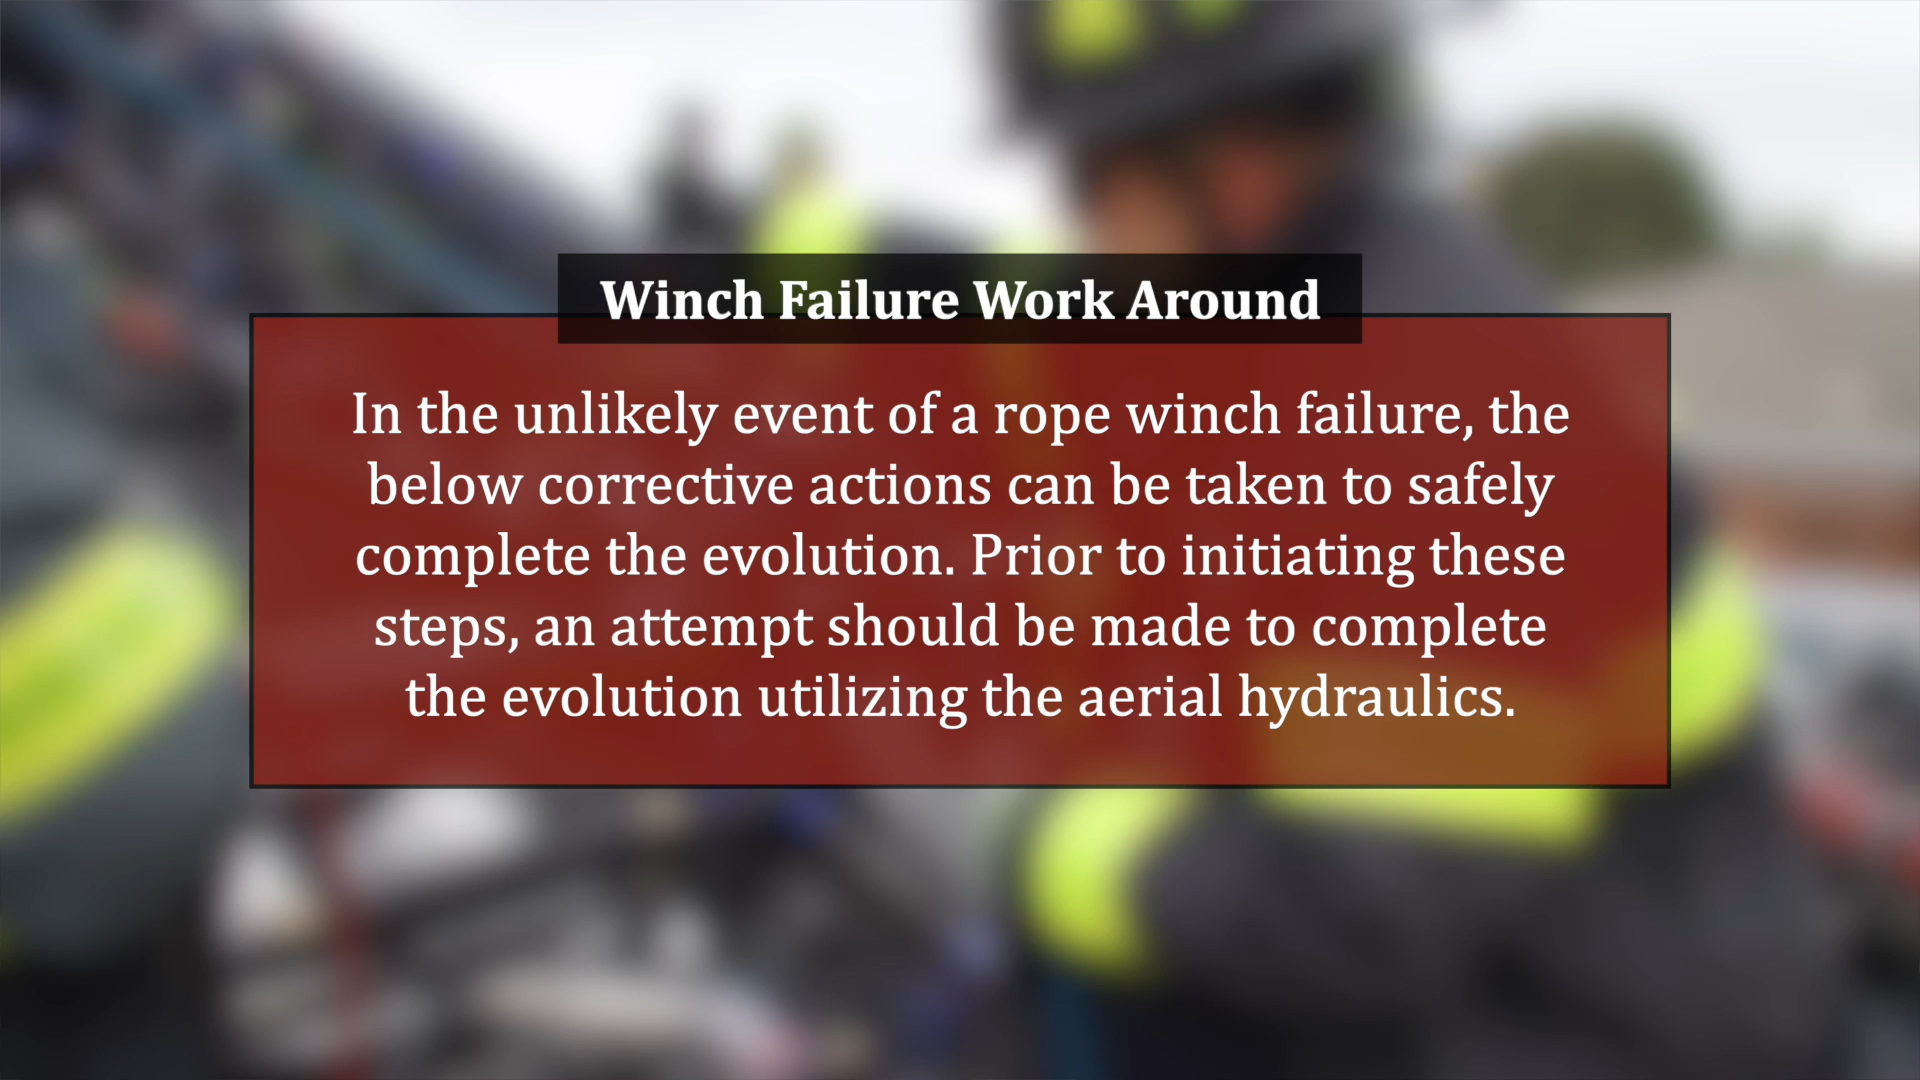 Winch Failure Work Around
In the unlikely event of a rope winch failure, the
below corrective actions can be taken to safely
complete the evolution. Prior to initiating these
steps, an attempt should be made to complete
the evolution utilizing the aerial hydraulics.